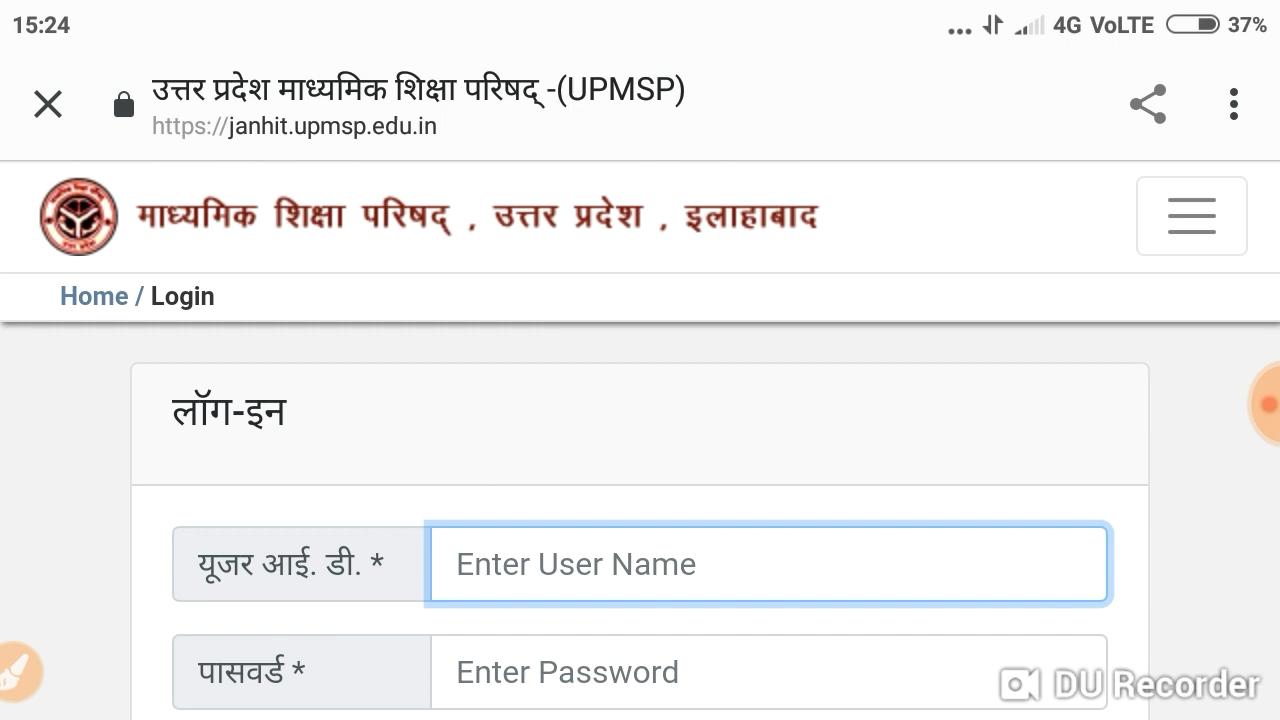 15:24
... 4G VoLTE 37%
उत्तर प्रदेश माध्यमिक शिक्षा परिषद् -(UPMSP)
https://janhit.upmsp.edu.in
माध्यमिक शिक्षा परिषद् , उत्तर प्रदेश , इलाहाबाद
Home / Login
लॉग-इन
यूजर आई. डी. * Enter User Name
पासवर्ड * Enter Password
DU Recorder